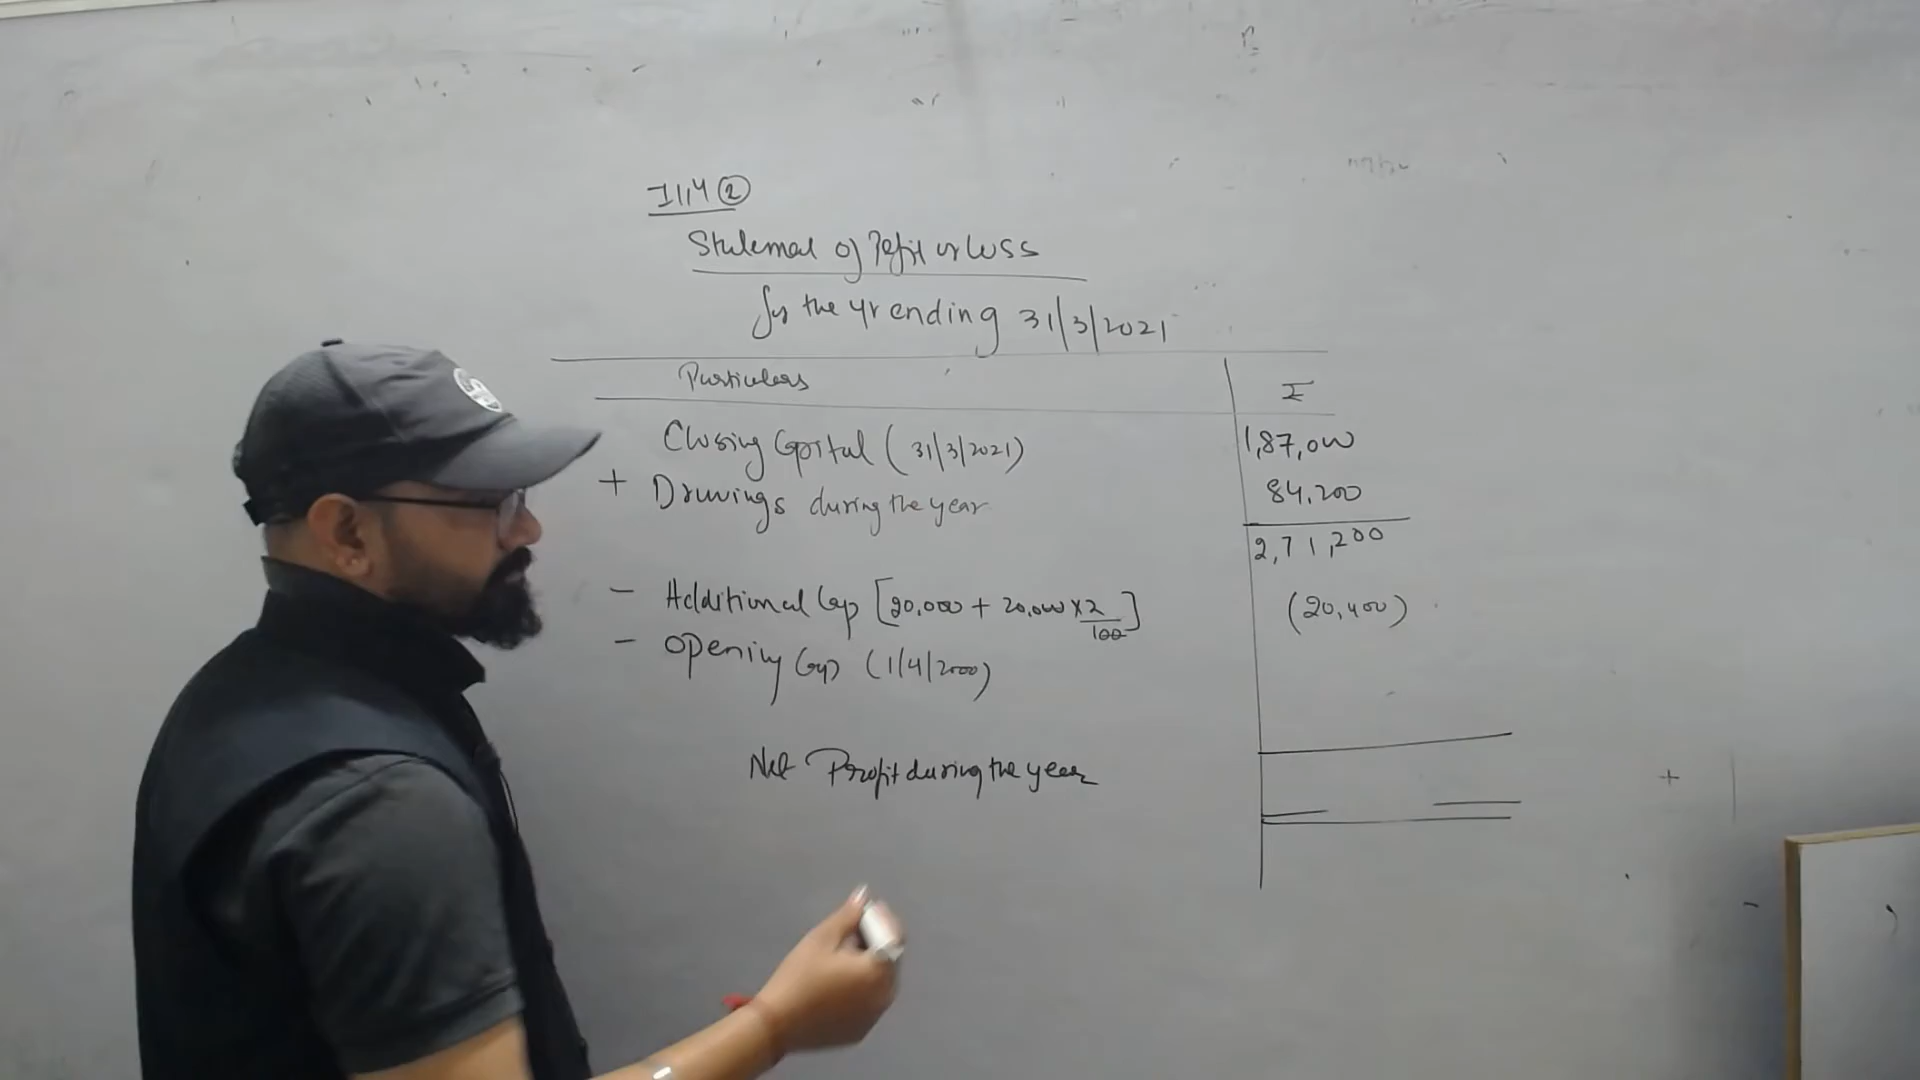 Ill 4 ②
Statement of Profit or Loss
for the yr ending 31/3/2021
Particulars ₹
Closing Capital (31/3/2021) 1,87,000
+ Drawings during the year 84,200
2,71,200
- Additional Cap [20,000 + 20,000 x 2/100] (20,400)
- Opening Cap (1/4/2000)
Net Profit during the year
+
-